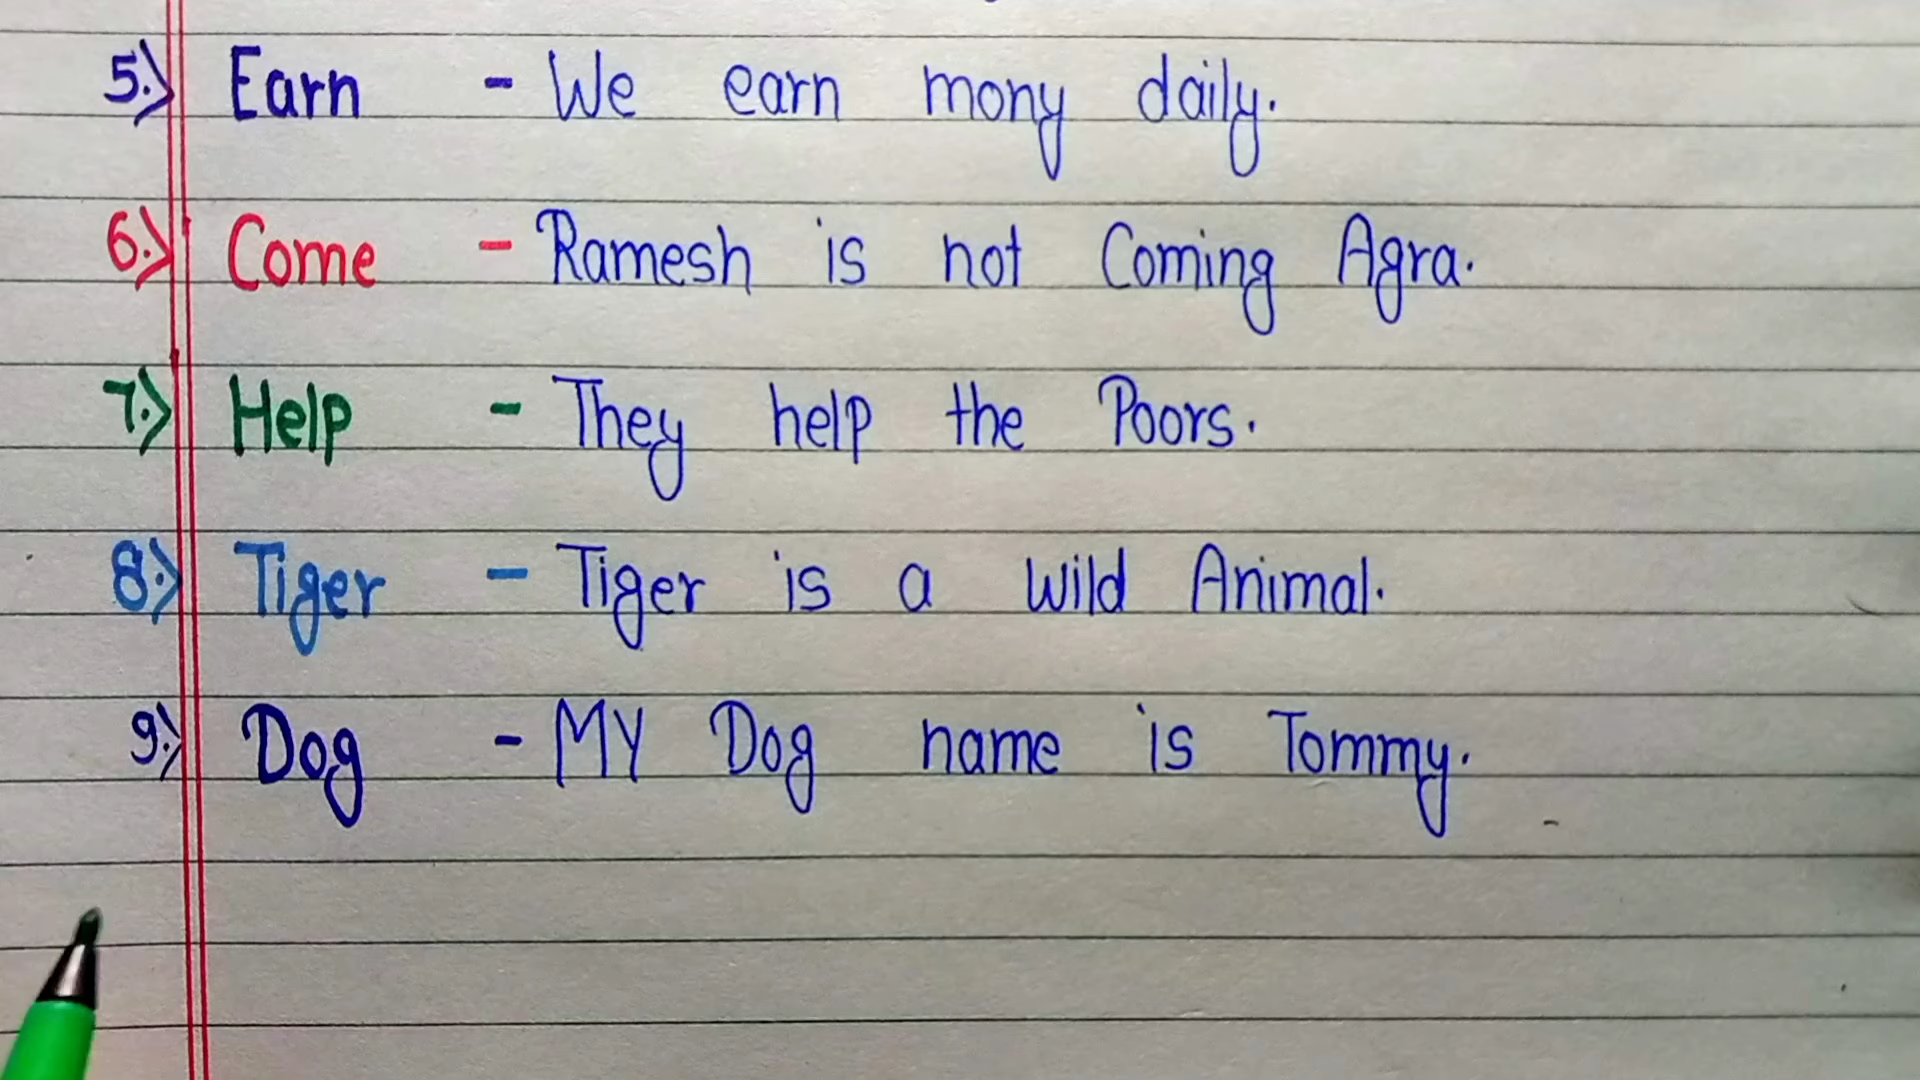 5.) Earn - We earn mony daily.
6.) Come - Ramesh is not Coming Agra.
7.) Help - They help the Poors.
8.) Tiger - Tiger is a Wild Animal.
9.) Dog - MY Dog name is Tommy.